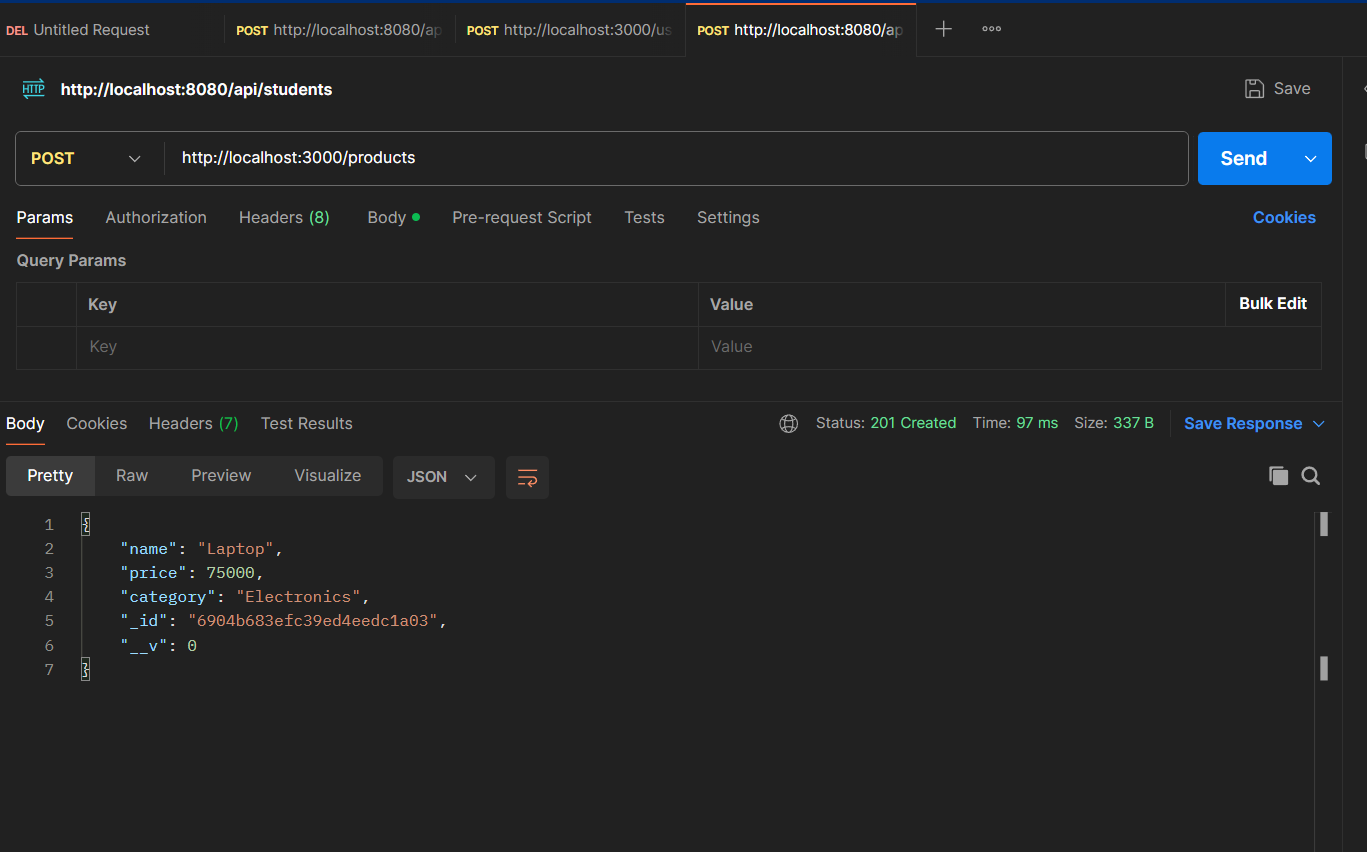 DEL Untitled Request
POST http://localhost:8080/ap
POST http://localhost:3000/us
POST http://localhost:8080/ap
HTTP http://localhost:8080/api/students
Save
POST
http://localhost:3000/products
Send
Params Authorization Headers (8) Body Pre-request Script Tests Settings Cookies
Query Params
Key Value Bulk Edit
Key Value
Body Cookies Headers (7) Test Results Status: 201 Created Time: 97 ms Size: 337 B Save Response
Pretty Raw Preview Visualize JSON
1 {
2 "name": "Laptop",
3 "price": 75000,
4 "category": "Electronics",
5 "_id": "6904b683efc39ed4eedc1a03",
6 "__v": 0
7 }